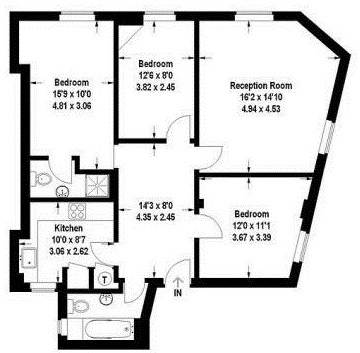 Bedroom
15'9 x 10'0
4.81 x 3.06
Bedroom
12'6 x 8'0
3.82 x 2.45
Reception Room
16'2 x 14'10
4.94 x 4.53
14'3 x 8'0
4.35 x 2.45
Bedroom
12'0 x 11'1
3.67 x 3.39
Kitchen
10'0 x 8'7
3.06 x 2.62
T
IN